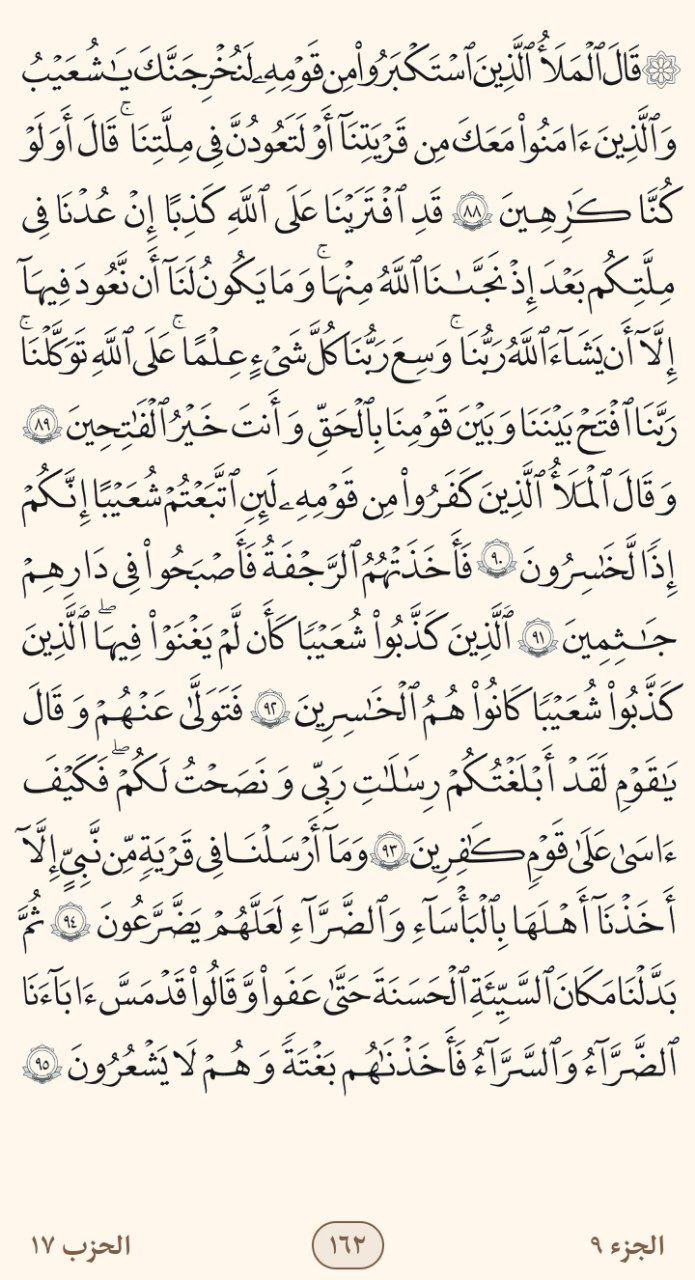 ۞ قَالَ ٱلْمَلَأُ ٱلَّذِينَ ٱسْتَكْبَرُوا۟ مِن قَوْمِهِۦ لَنُخْرِجَنَّكَ يَـٰشُعَيْبُ
وَٱلَّذِينَ ءَامَنُوا۟ مَعَكَ مِن قَرْيَتِنَآ أَوْ لَتَعُودُنَّ فِى مِلَّتِنَا ۚ قَالَ أَوَلَوْ
كُنَّا كَـٰرِهِينَ ٨٨ قَدِ ٱفْتَرَيْنَا عَلَى ٱللَّهِ كَذِبًا إِنْ عُدْنَا فِى
مِلَّتِكُم بَعْدَ إِذْ نَجَّىٰنَا ٱللَّهُ مِنْهَا ۚ وَمَا يَكُونُ لَنَآ أَن نَّعُودَ فِيهَآ
إِلَّآ أَن يَشَآءَ ٱللَّهُ رَبُّنَا ۚ وَسِعَ رَبُّنَا كُلَّ شَىْءٍ عِلْمًا ۚ عَلَى ٱللَّهِ تَوَكَّلْنَا ۚ
رَبَّنَا ٱفْتَحْ بَيْنَنَا وَبَيْنَ قَوْمِنَا بِٱلْحَقِّ وَأَنتَ خَيْرُ ٱلْفَـٰتِحِينَ ٨٩
وَقَالَ ٱلْمَلَأُ ٱلَّذِينَ كَفَرُوا۟ مِن قَوْمِهِۦ لَئِنِ ٱتَّبَعْتُمْ شُعَيْبًا إِنَّكُمْ
إِذًا لَّخَـٰسِرُونَ ٩٠ فَأَخَذَتْهُمُ ٱلرَّجْفَةُ فَأَصْبَحُوا۟ فِى دَارِهِمْ
جَـٰثِمِينَ ٩١ ٱلَّذِينَ كَذَّبُوا۟ شُعَيْبًا كَأَن لَّمْ يَغْنَوْا۟ فِيهَا ۖ ٱلَّذِينَ
كَذَّبُوا۟ شُعَيْبًا كَانُوا۟ هُمُ ٱلْخَـٰسِرِينَ ٩٢ فَتَوَلَّىٰ عَنْهُمْ وَقَالَ
يَـٰقَوْمِ لَقَدْ أَبْلَغْتُكُمْ رِسَـٰلَـٰتِ رَبِّى وَنَصَحْتُ لَكُمْ ۖ فَكَيْفَ
ءَاسَىٰ عَلَىٰ قَوْمٍ كَـٰفِرِينَ ٩٣ وَمَآ أَرْسَلْنَا فِى قَرْيَةٍ مِّن نَّبِىٍّ إِلَّآ
أَخَذْنَآ أَهْلَهَا بِٱلْبَأْسَآءِ وَٱلضَّرَّآءِ لَعَلَّهُمْ يَضَّرَّعُونَ ٩٤ ثُمَّ
بَدَّلْنَا مَكَانَ ٱلسَّيِّئَةِ ٱلْحَسَنَةَ حَتَّىٰ عَفَوا۟ وَّقَالُوا۟ قَدْ مَسَّ ءَابَآءَنَا
ٱلضَّرَّآءُ وَٱلسَّرَّآءُ فَأَخَذْنَـٰهُم بَغْتَةً وَهُمْ لَا يَشْعُرُونَ ٩٥
الجزء ٩ ١٦٢ الحزب ١٧